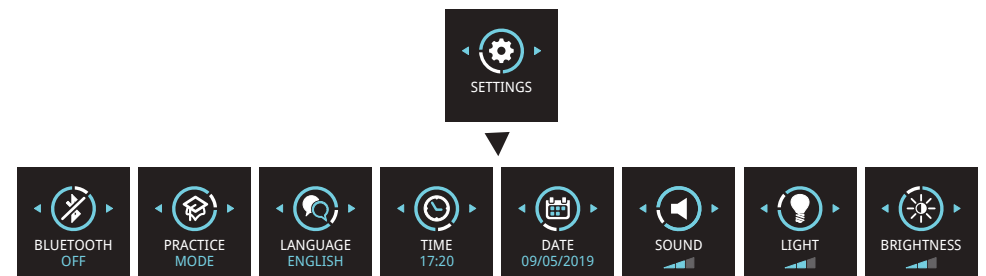 SETTINGS
BLUETOOTH
OFF
PRACTICE
MODE
LANGUAGE
ENGLISH
TIME
17:20
DATE
09/05/2019
SOUND
LIGHT
BRIGHTNESS